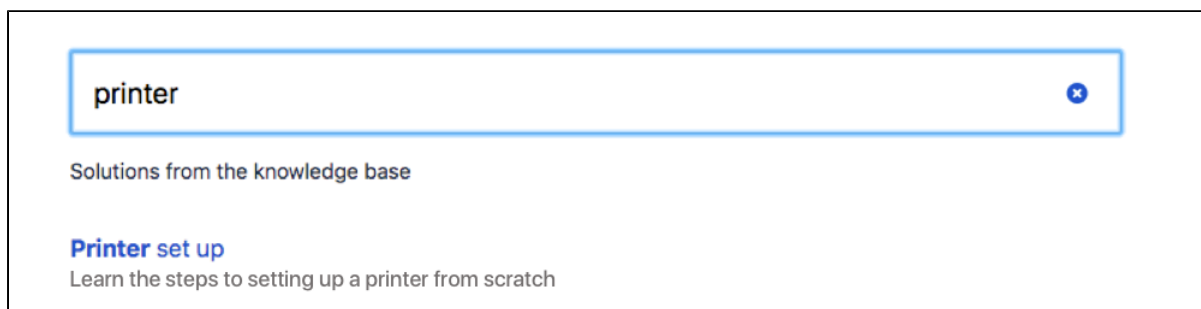 printer
Solutions from the knowledge base
Printer set up
Learn the steps to setting up a printer from scratch